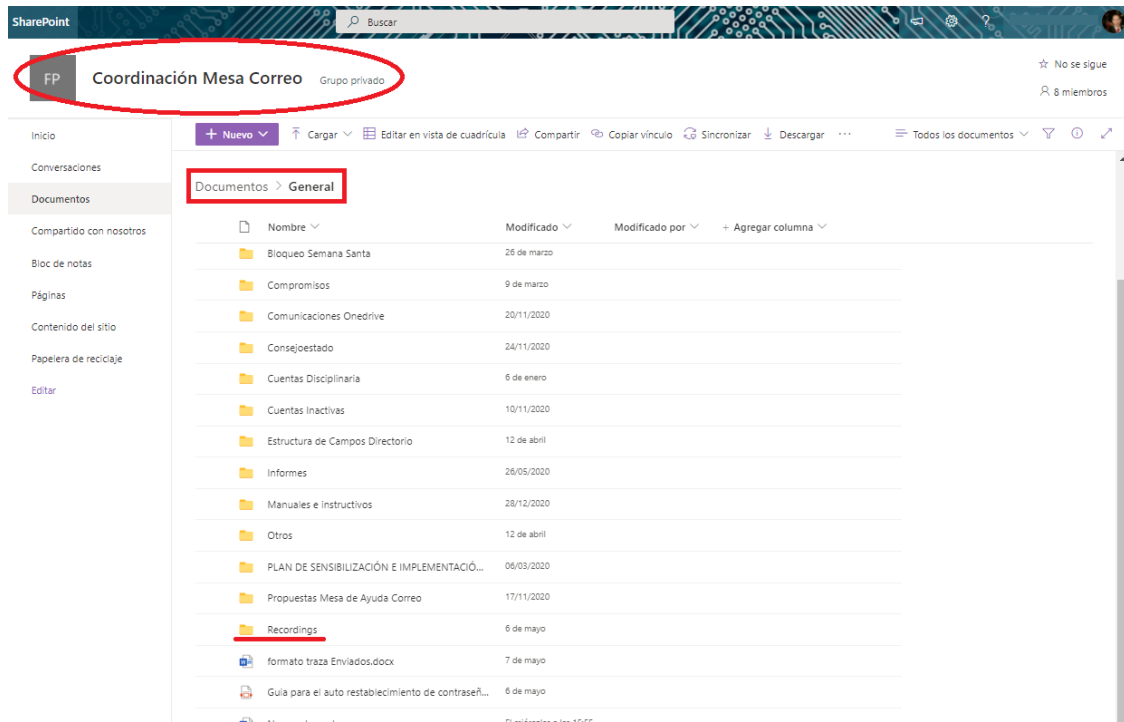 SharePoint
Buscar
FP
Coordinación Mesa Correo Grupo privado
No se sigue
8 miembros
Inicio
Conversaciones
Documentos
Compartido con nosotros
Bloc de notas
Páginas
Contenido del sitio
Papelera de reciclaje
Editar
+ Nuevo Cargar Editar en vista de cuadrícula Compartir Copiar vínculo Sincronizar Descargar ··· Todos los documentos
Documentos > General
Nombre Modificado Modificado por + Agregar columna
Bloqueo Semana Santa 26 de marzo
Compromisos 9 de marzo
Comunicaciones Onedrive 20/11/2020
Consejoestado 24/11/2020
Cuentas Disciplinaria 6 de enero
Cuentas Inactivas 10/11/2020
Estructura de Campos Directorio 12 de abril
Informes 26/05/2020
Manuales e instructivos 28/12/2020
Otros 12 de abril
PLAN DE SENSIBILIZACIÓN E IMPLEMENTACIÓ... 06/03/2020
Propuestas Mesa de Ayuda Correo 17/11/2020
Recordings 6 de mayo
formato traza Enviados.docx 7 de mayo
Guia para el auto restablecimiento de contraseñ... 6 de mayo